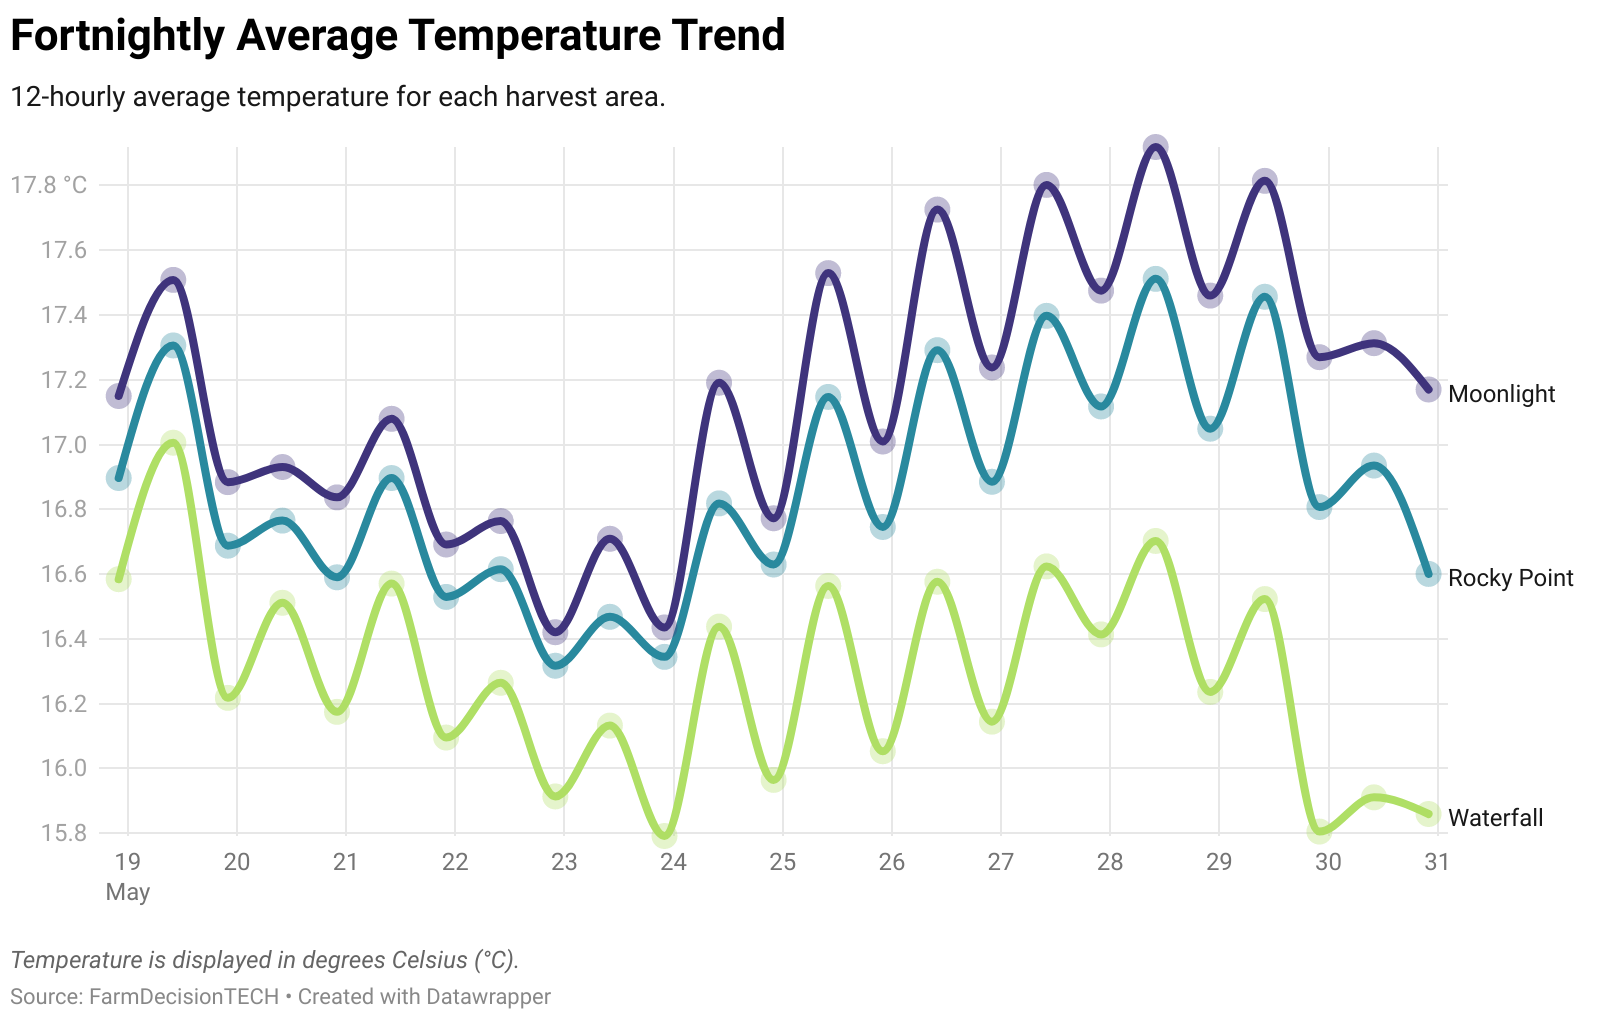 Fortnightly Average Temperature Trend
12-hourly average temperature for each harvest area.
17.8 °C
17.6
17.4
17.2
17.0
16.8
16.6
16.4
16.2
16.0
15.8
Moonlight
Rocky Point
Waterfall
19 20 21 22 23 24 25 26 27 28 29 30 31
May
Temperature is displayed in degrees Celsius (°C).
Source: FarmDecisionTECH • Created with Datawrapper